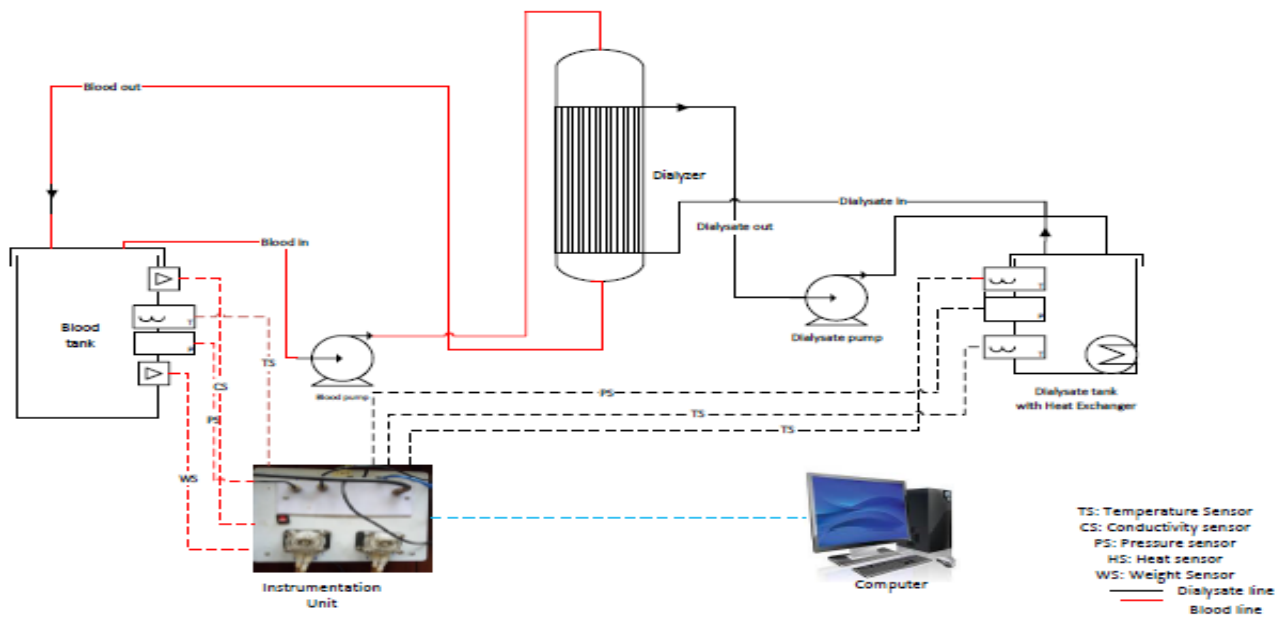 Blood out
Dialyzer
Dialysate in
Dialysate out
Blood in
Blood tank
T
P
TS
CS
PS
WS
Blood pump
Dialysate pump
T
P
T
Dialysate tank
with Heat Exchanger
PS
TS
TS
Instrumentation
Unit
Computer
TS: Temperature Sensor
CS: Conductivity sensor
PS: Pressure sensor
HS: Heat sensor
WS: Weight Sensor
Dialysate line
Blood line